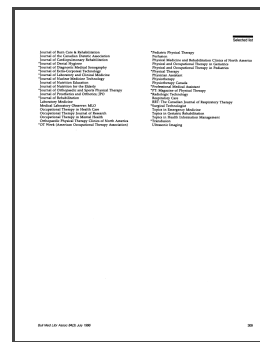 Selected list
Journal of Burn Care & Rehabilitation
Journal of the Canadian Dietetic Association
Journal of Cardiopulmonary Rehabilitation
Journal of Dental Hygiene
*Journal of Diagnostic Medical Sonography
*Journal of Extra-Corporeal Technology
*Journal of Laboratory and Clinical Medicine
*Journal of Nuclear Medicine Technology
Journal of Nutrition Education
Journal of Nutrition for the Elderly
*Journal of Orthopaedic and Sports Physical Therapy
Journal of Prosthetics and Orthotics: JPO
*Journal of Rehabilitation
Laboratory Medicine
Medical Laboratory Observer: MLO
Occupational Therapy in Health Care
Occupational Therapy Journal of Research
Occupational Therapy in Mental Health
Orthopaedic Physical Therapy Clinics of North America
*OT Week (American Occupational Therapy Association)
*Pediatric Physical Therapy
Perfusion
Physical Medicine and Rehabilitation Clinics of North America
Physical and Occupational Therapy in Geriatrics
Physical and Occupational Therapy in Pediatrics
*Physical Therapy
Physician Assistant
Physiotherapy
Physiotherapy Canada
*Professional Medical Assistant
*PT: Magazine of Physical Therapy
*Radiologic Technology
Respiratory Care
RRT: The Canadian Journal of Respiratory Therapy
*Surgical Technologist
Topics in Emergency Medicine
Topics in Geriatric Rehabilitation
Topics in Health Information Management
*Transfusion
Ultrasonic Imaging
Bull Med Libr Assoc 84(3) July 1996